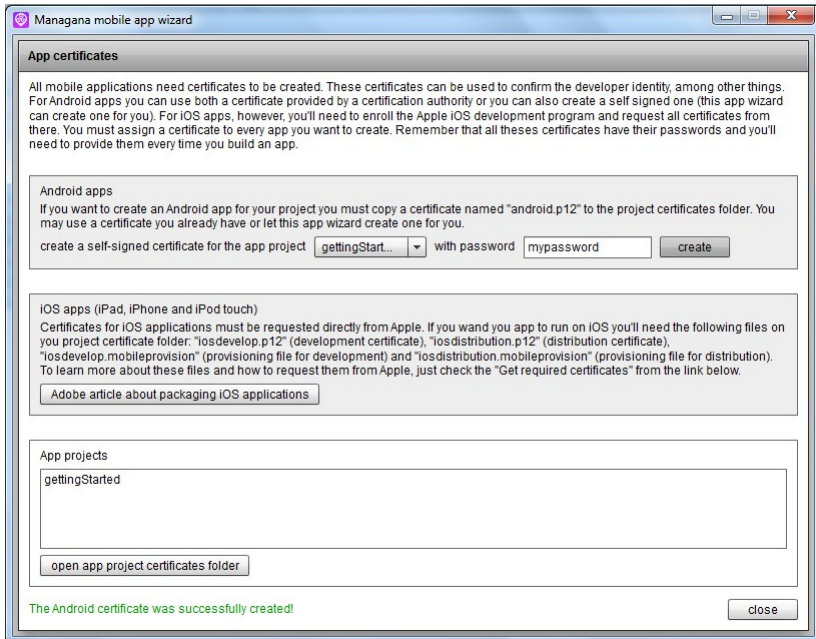 Managana mobile app wizard
App certificates
All mobile applications need certificates to be created. These certificates can be used to confirm the developer identity, among other things.
For Android apps you can use both a certificate provided by a certification authority or you can also create a self signed one (this app wizard
can create one for you). For iOS apps, however, you'll need to enroll the Apple iOS development program and request all certificates from
there. You must assign a certificate to every app you want to create. Remember that all theses certificates have their passwords and you'll
need to provide them every time you build an app.
Android apps
If you want to create an Android app for your project you must copy a certificate named "android.p12" to the project certificates folder. You
may use a certificate you already have or let this app wizard create one for you.
create a self-signed certificate for the app project gettingStart... with password mypassword create
iOS apps (iPad, iPhone and iPod touch)
Certificates for iOS applications must be requested directly from Apple. If you wand you app to run on iOS you'll need the following files on
you project certificate folder: "iosdevelop.p12" (development certificate), "iosdistribution.p12" (distribution certificate),
"iosdevelop.mobileprovision" (provisioning file for development) and "iosdistribution.mobileprovision" (provisioning file for distribution).
To learn more about these files and how to request them from Apple, just check the "Get required certificates" from the link below.
Adobe article about packaging iOS applications
App projects
gettingStarted
open app project certificates folder
The Android certificate was successfully created! close